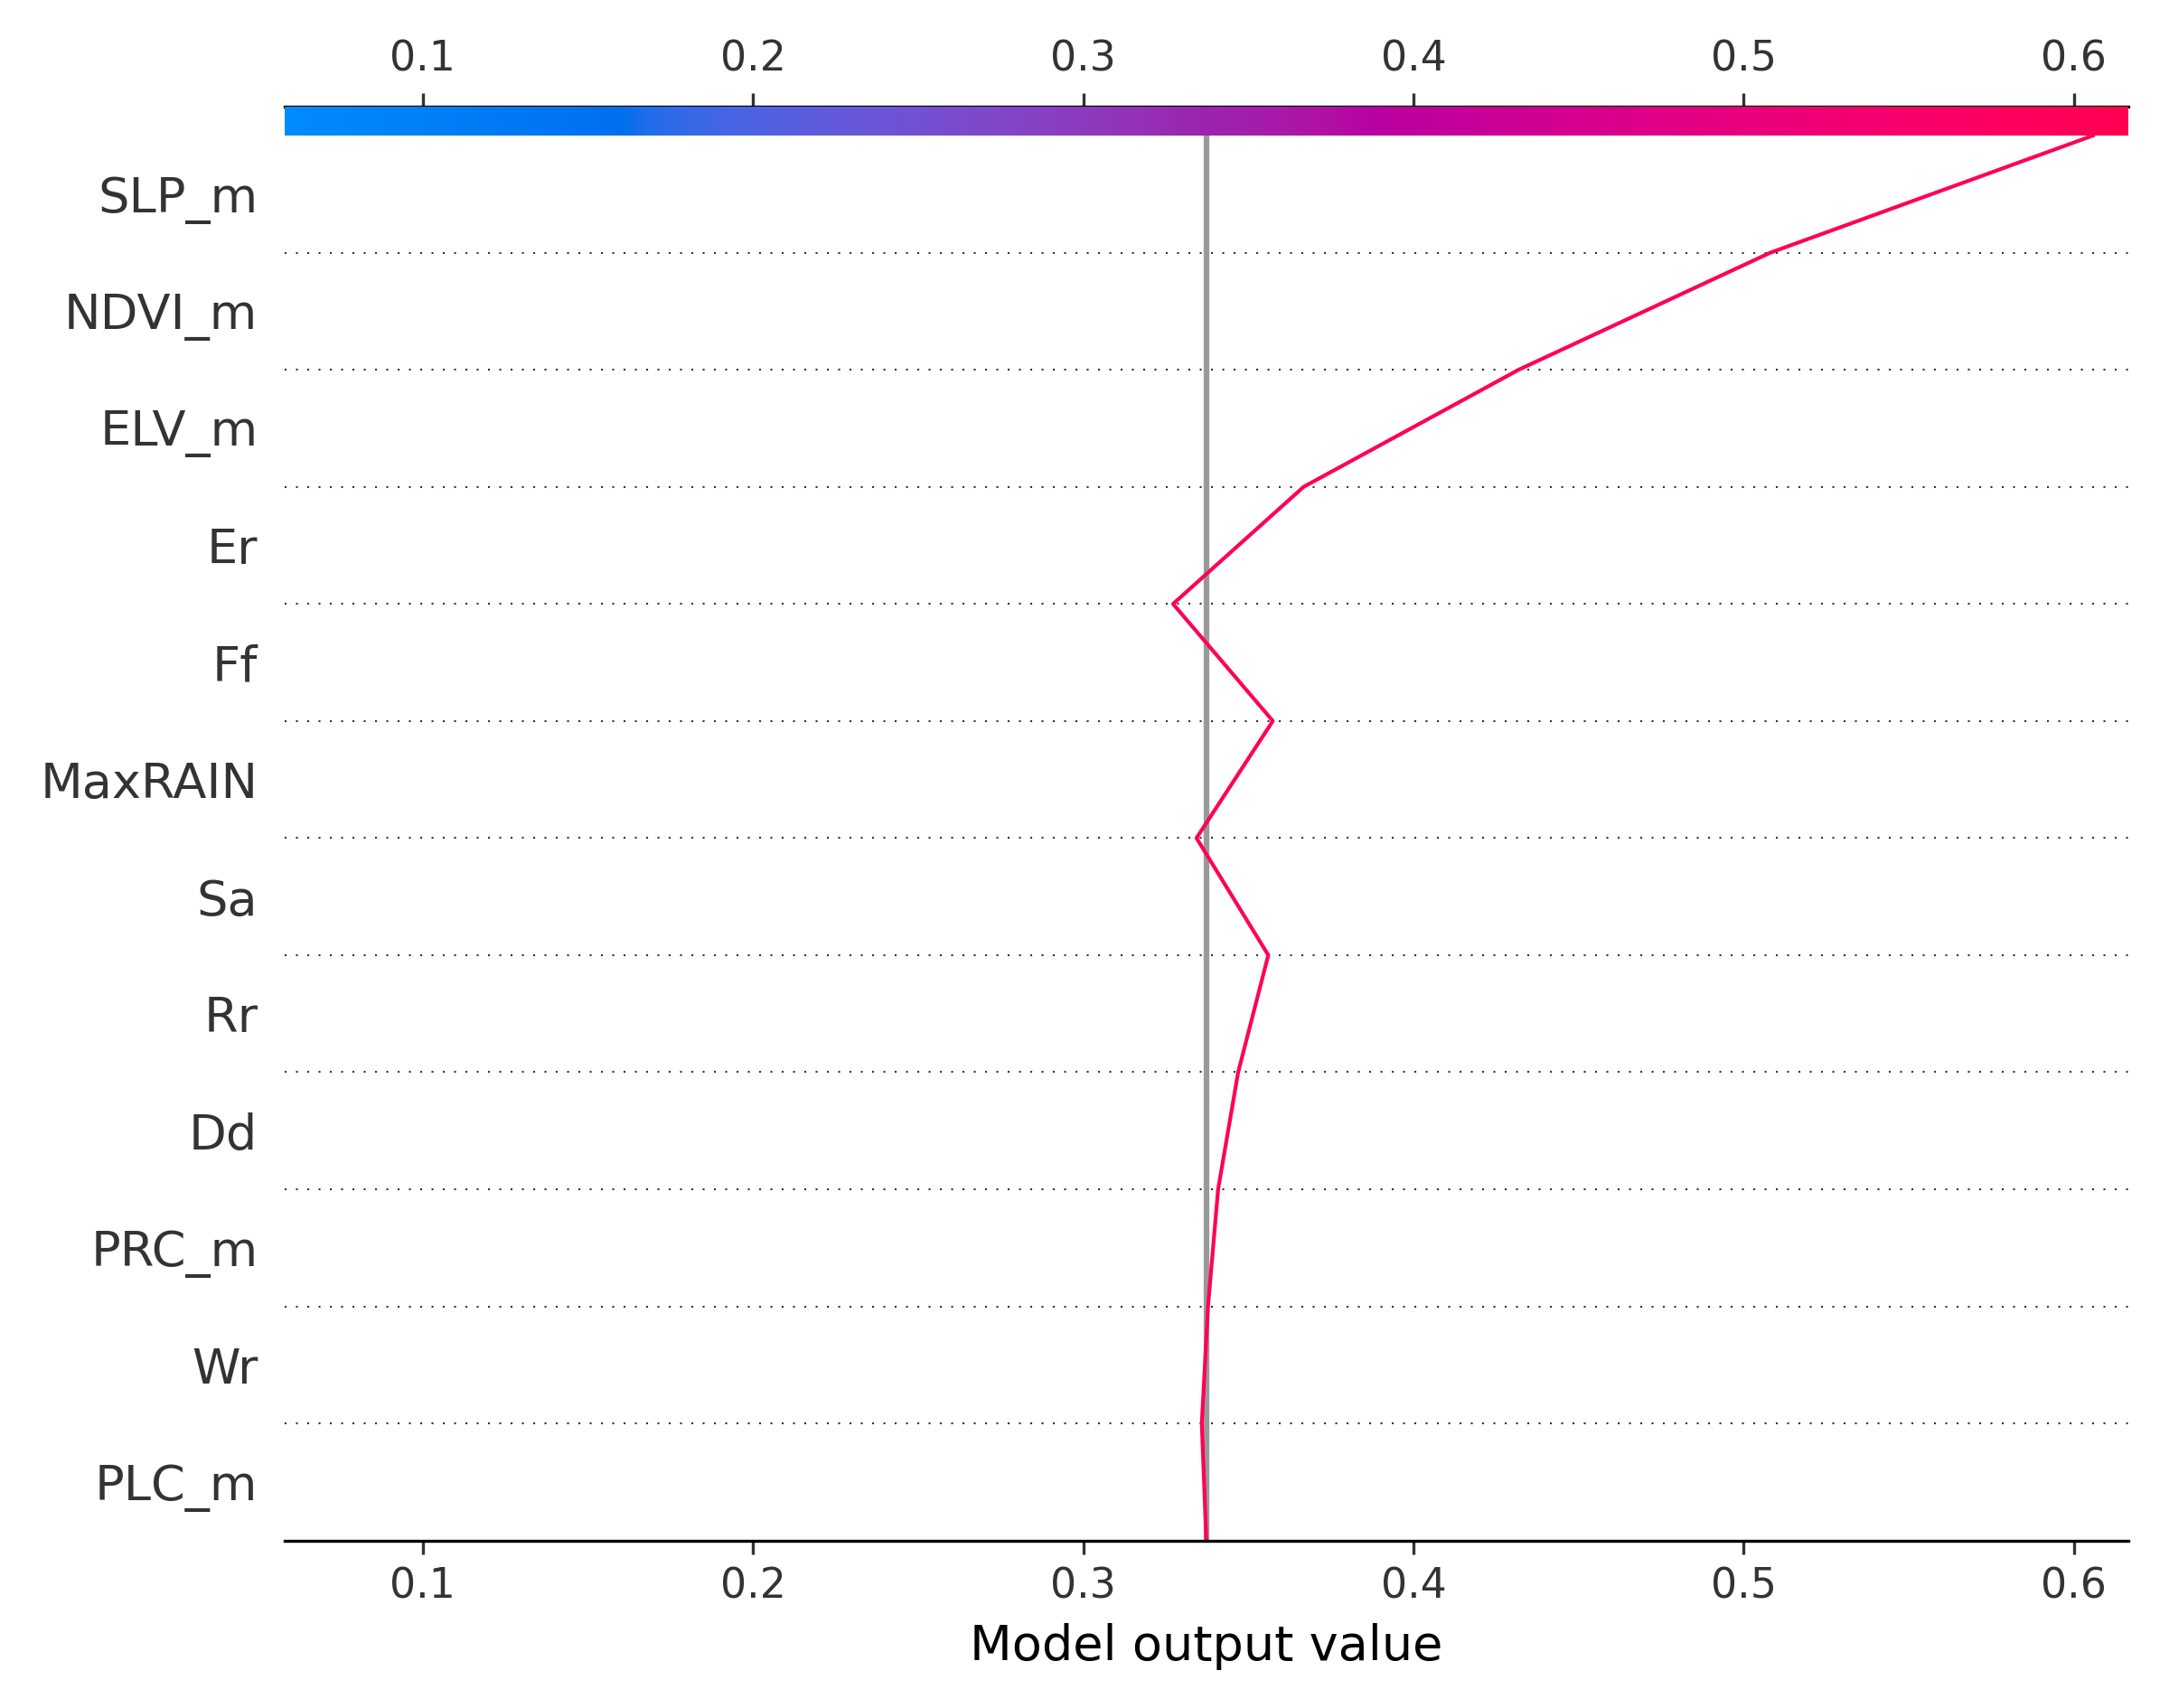 0.1 0.2 0.3 0.4 0.5 0.6
SLP_m
NDVI_m
ELV_m
Er
Ff
MaxRAIN
Sa
Rr
Dd
PRC_m
Wr
PLC_m
0.1 0.2 0.3 0.4 0.5 0.6
Model output value